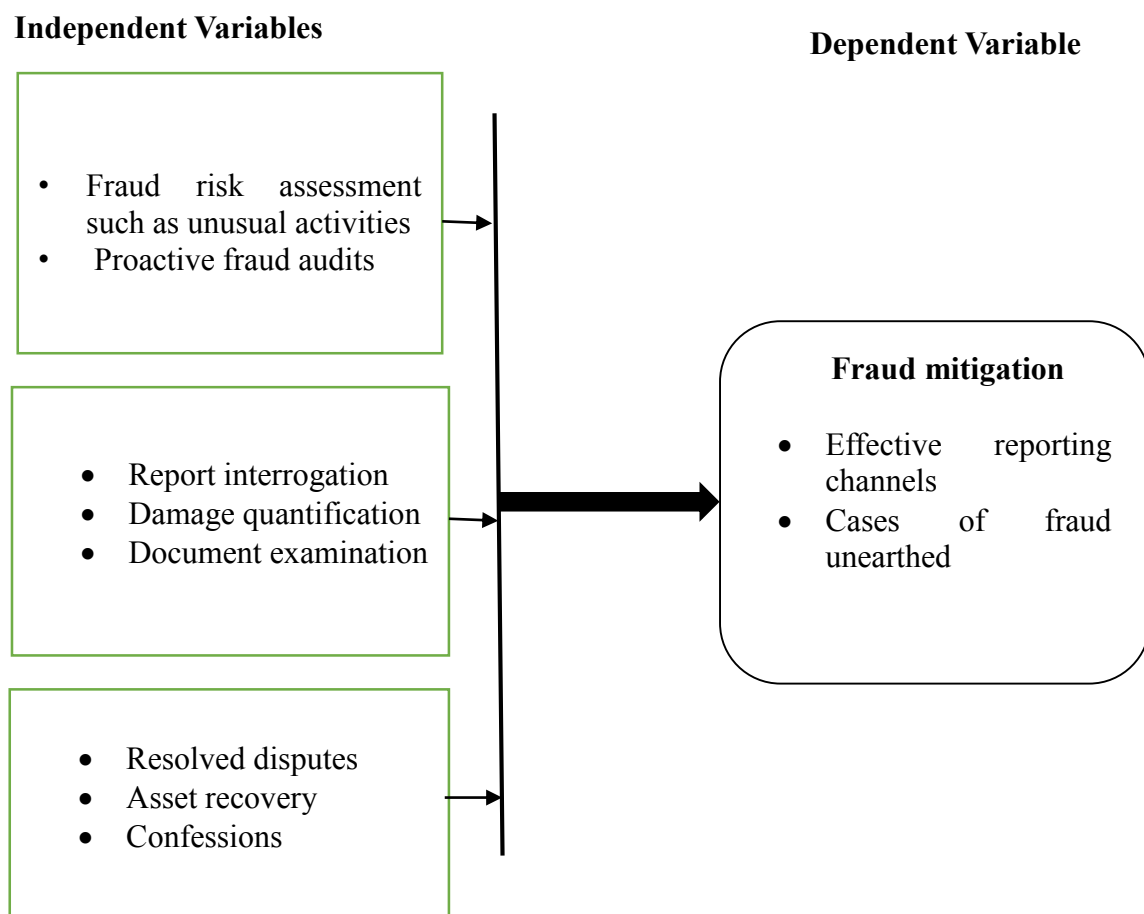 Independent Variables
Dependent Variable
• Fraud risk assessment
such as unusual activities
• Proactive fraud audits
● Report interrogation
● Damage quantification
● Document examination
● Resolved disputes
● Asset recovery
● Confessions
Fraud mitigation
● Effective reporting
channels
● Cases of fraud
unearthed